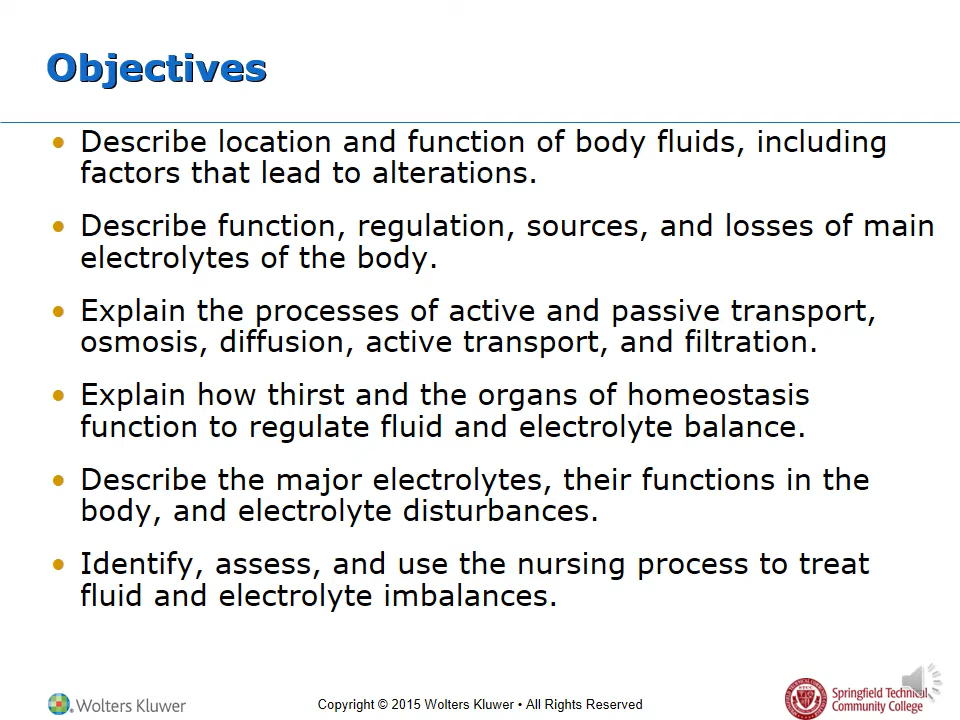 Objectives
• Describe location and function of body fluids, including
factors that lead to alterations.
• Describe function, regulation, sources, and losses of main
electrolytes of the body.
• Explain the processes of active and passive transport,
osmosis, diffusion, active transport, and filtration.
• Explain how thirst and the organs of homeostasis
function to regulate fluid and electrolyte balance.
• Describe the major electrolytes, their functions in the
body, and electrolyte disturbances.
• Identify, assess, and use the nursing process to treat
fluid and electrolyte imbalances.
Wolters Kluwer
Copyright © 2015 Wolters Kluwer • All Rights Reserved
Springfield Technical
Community College